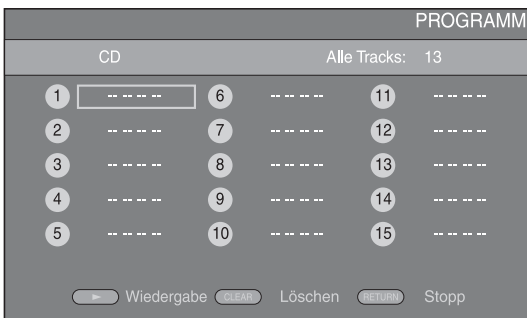 PROGRAMM
CD Alle Tracks: 13
1 -- -- -- -- 6 -- -- -- -- 11 -- -- -- --
2 -- -- -- -- 7 -- -- -- -- 12 -- -- -- --
3 -- -- -- -- 8 -- -- -- -- 13 -- -- -- --
4 -- -- -- -- 9 -- -- -- -- 14 -- -- -- --
5 -- -- -- -- 10 -- -- -- -- 15 -- -- -- --
Wiedergabe CLEAR Löschen RETURN Stopp